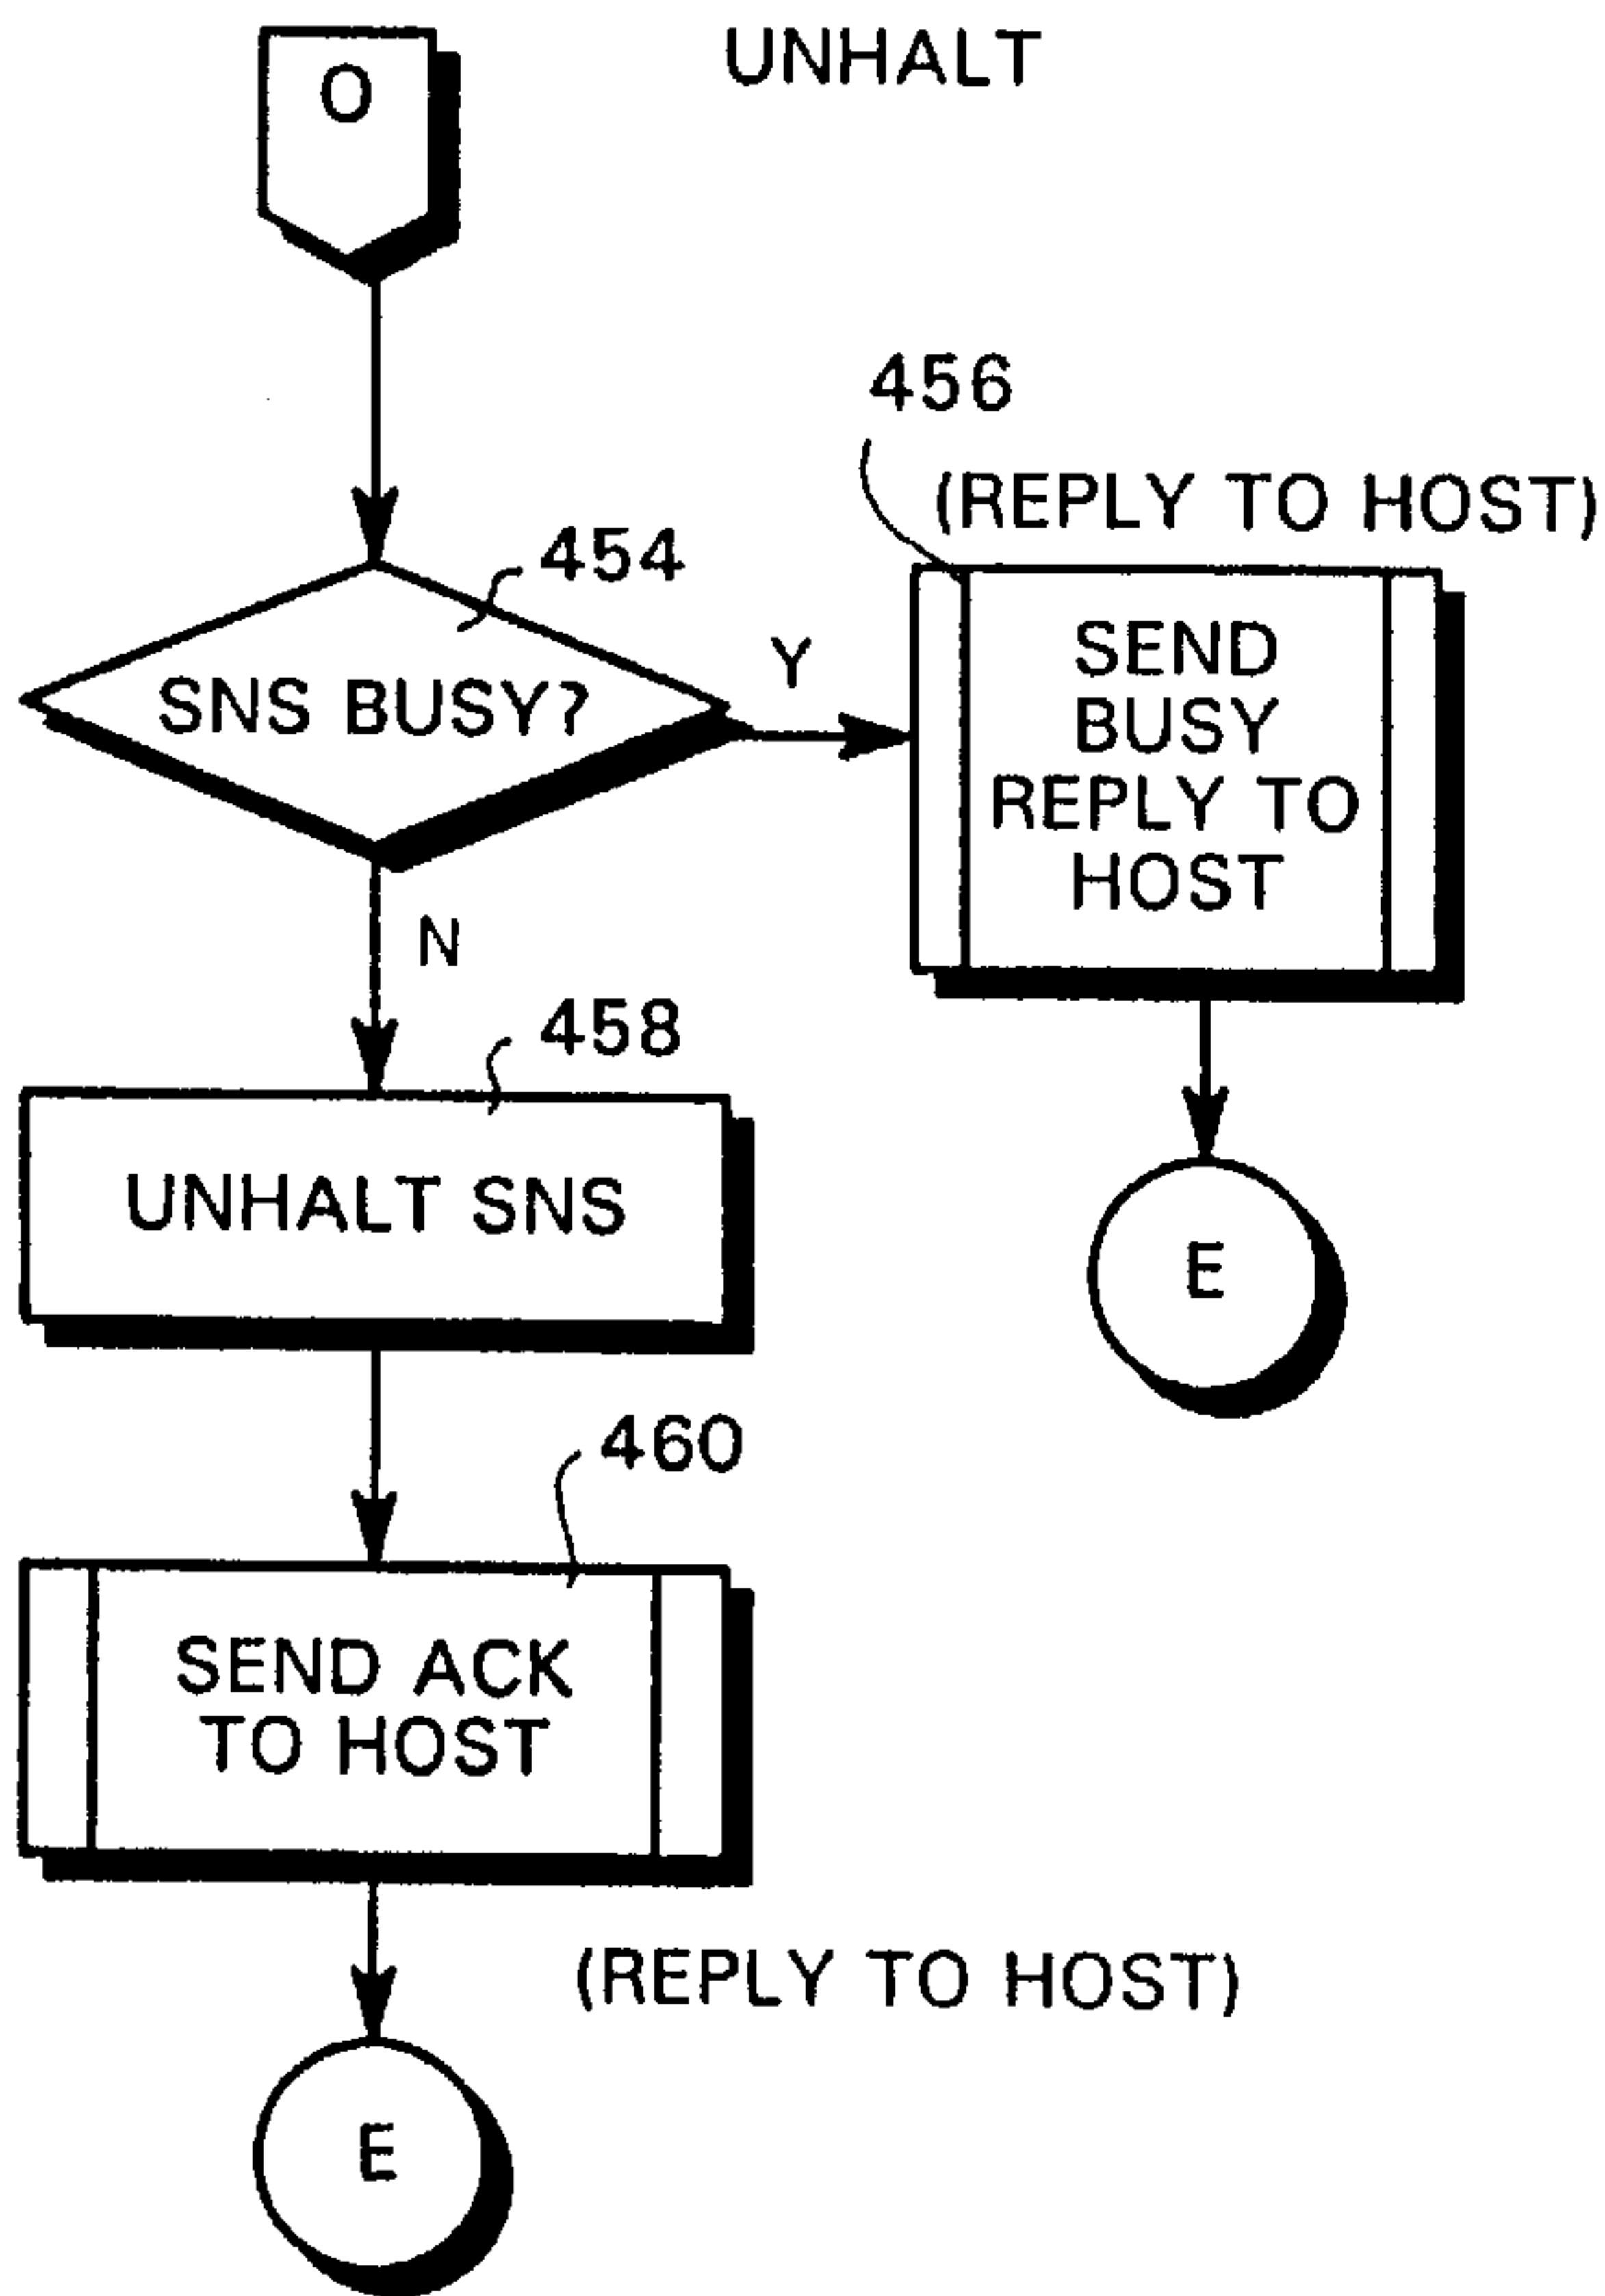 O
UNHALT
456
(REPLY TO HOST)
454
SNS BUSY?
Y
SEND
BUSY
REPLY TO
HOST
N
458
UNHALT SNS
E
460
SEND ACK
TO HOST
(REPLY TO HOST)
E